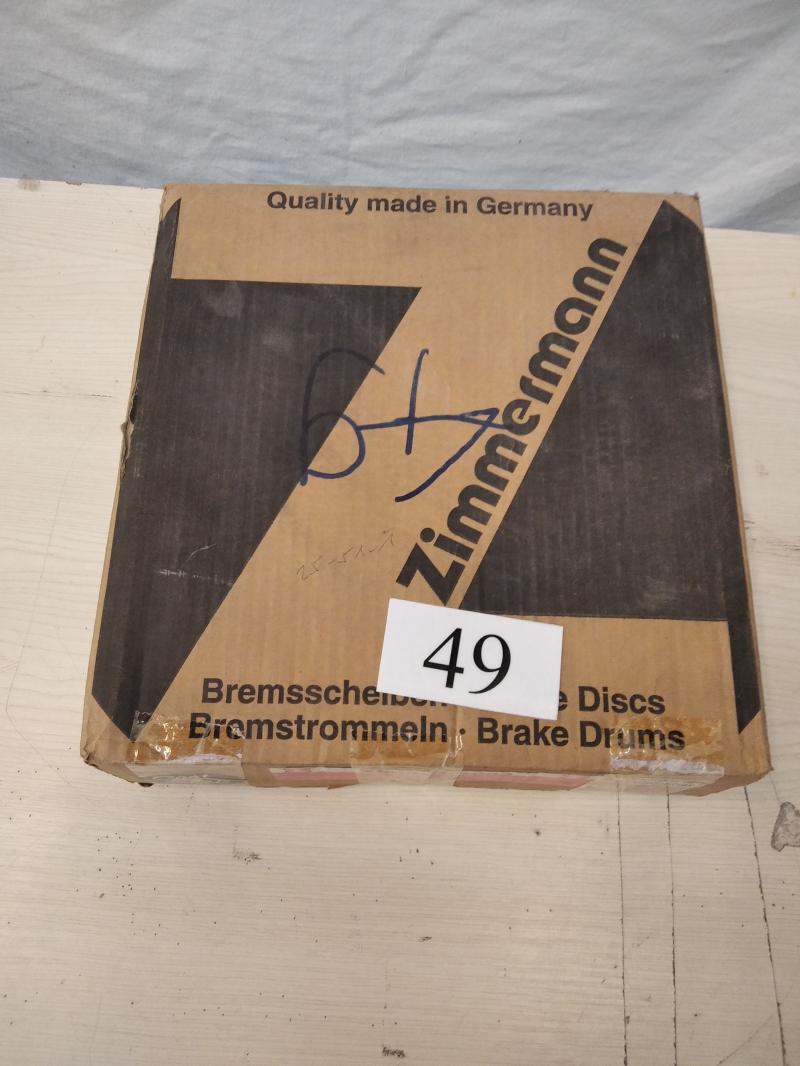 Quality made in Germany
Zimmermann
49
Bremsscheiben e Discs
Bremstrommeln · Brake Drums